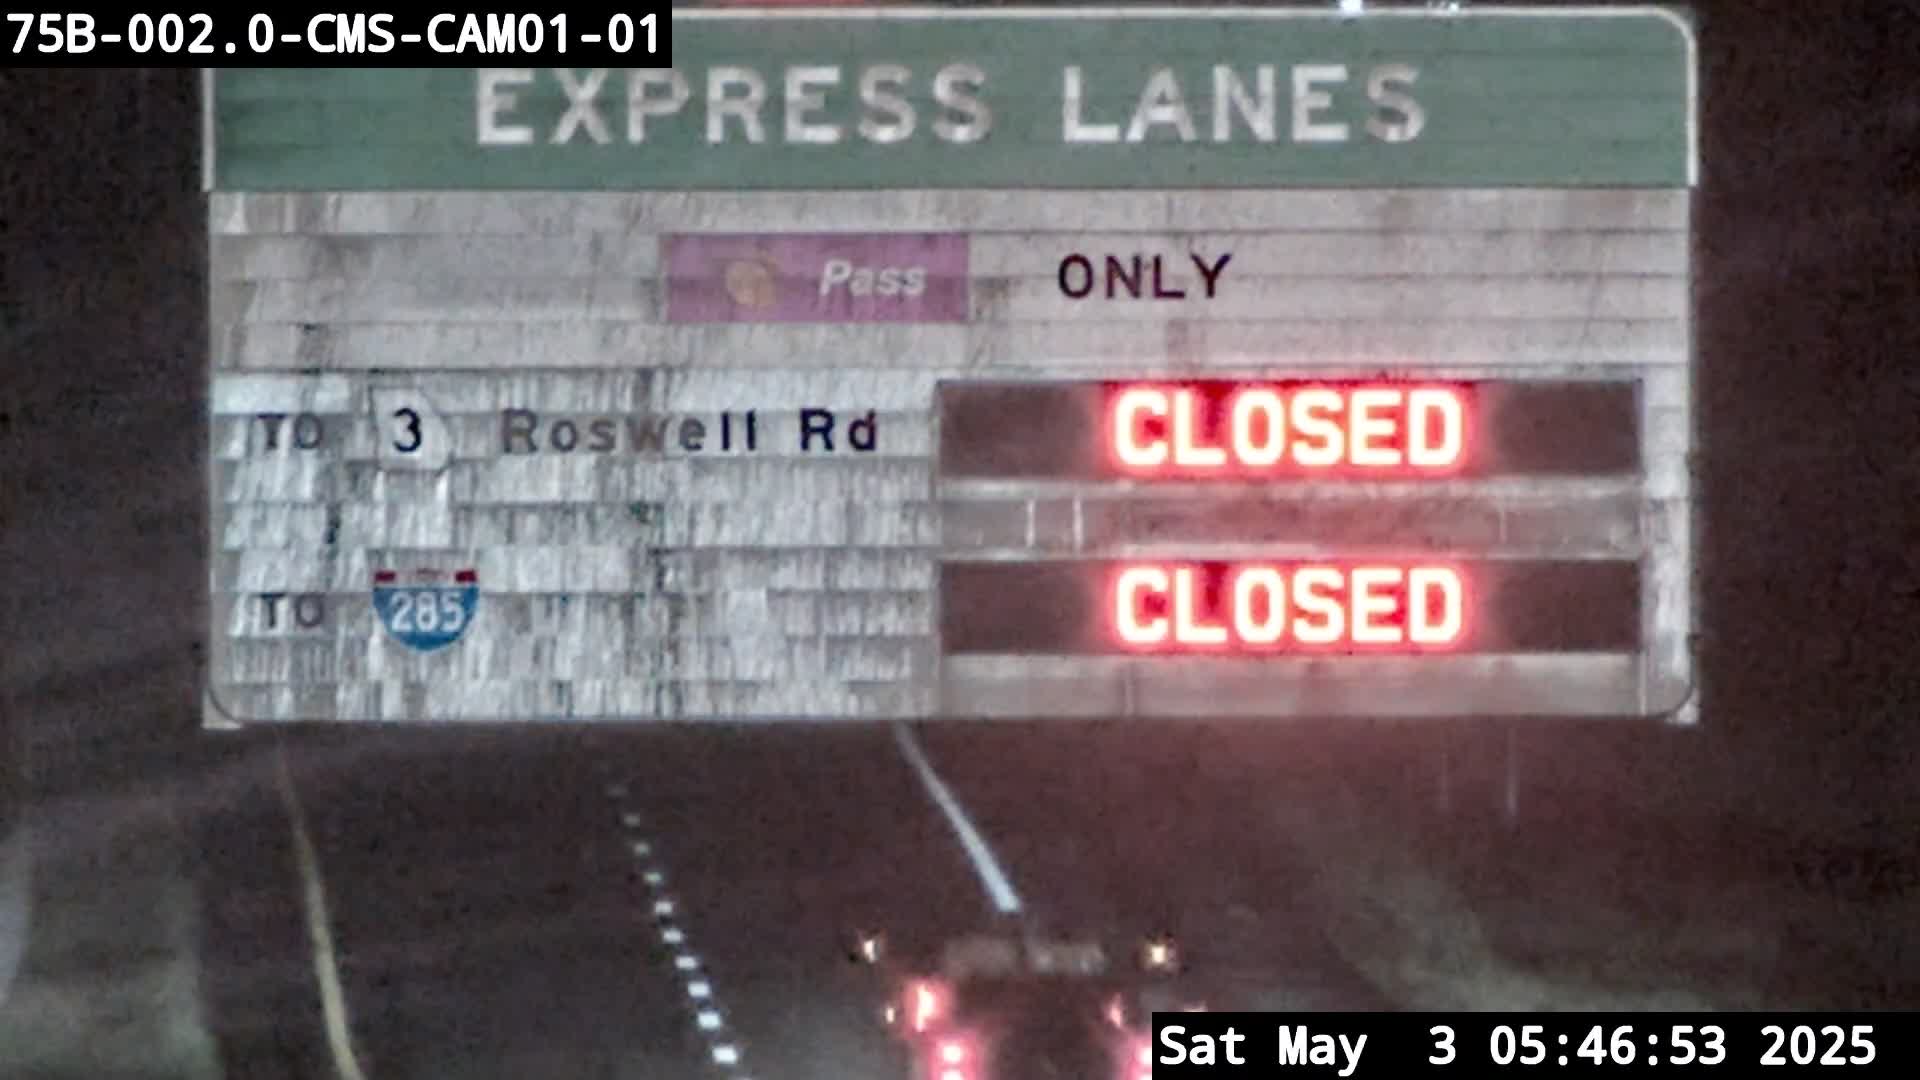 75B-002.0-CMS-CAM01-01
EXPRESS LANES
Pass ONLY
TO 3 Roswell Rd CLOSED
TO 285 CLOSED
Sat May 3 05:46:53 2025